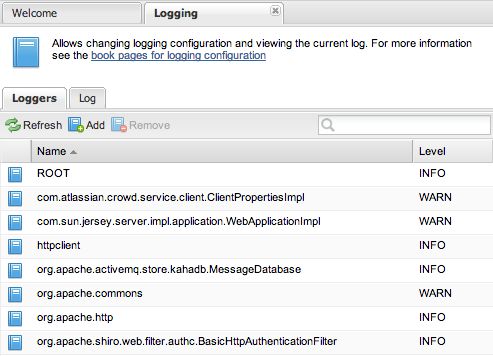 Welcome
Logging
Allows changing logging configuration and viewing the current log. For more information
see the book pages for logging configuration
Loggers
Log
Refresh Add Remove
Name Level
ROOT INFO
com.atlassian.crowd.service.client.ClientPropertiesImpl WARN
com.sun.jersey.server.impl.application.WebApplicationImpl WARN
httpclient INFO
org.apache.activemq.store.kahadb.MessageDatabase INFO
org.apache.commons WARN
org.apache.http INFO
org.apache.shiro.web.filter.authc.BasicHttpAuthenticationFilter INFO